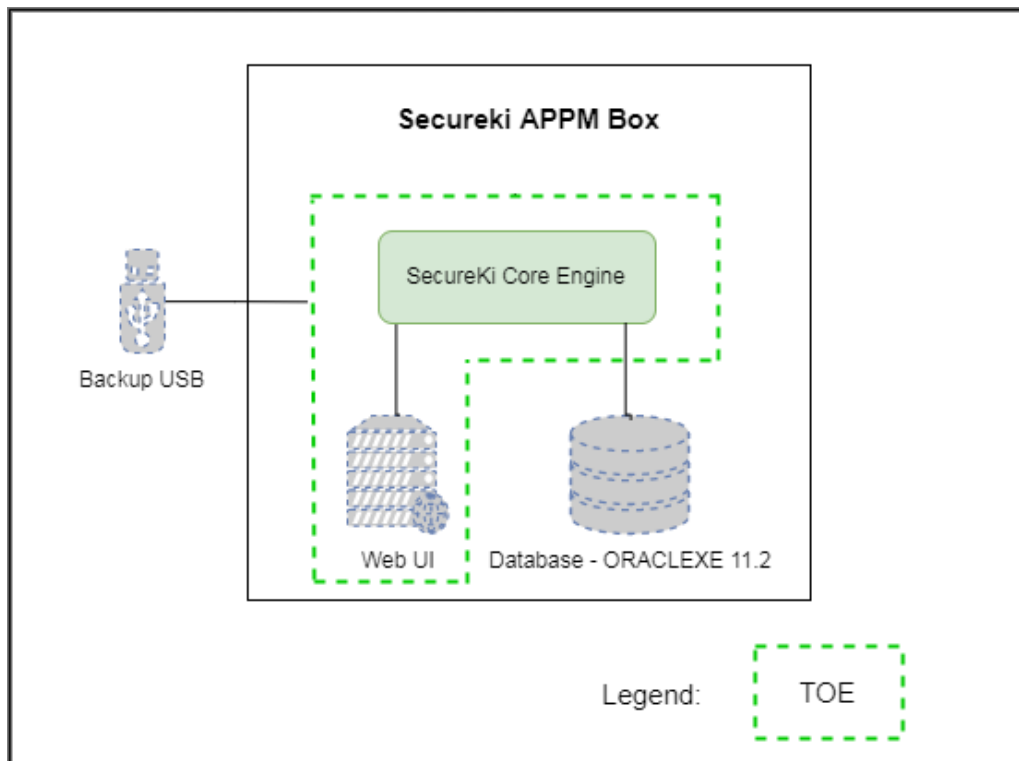 Secureki APPM Box
SecureKi Core Engine
Backup USB
Web UI
Database - ORACLEXE 11.2
Legend:
TOE